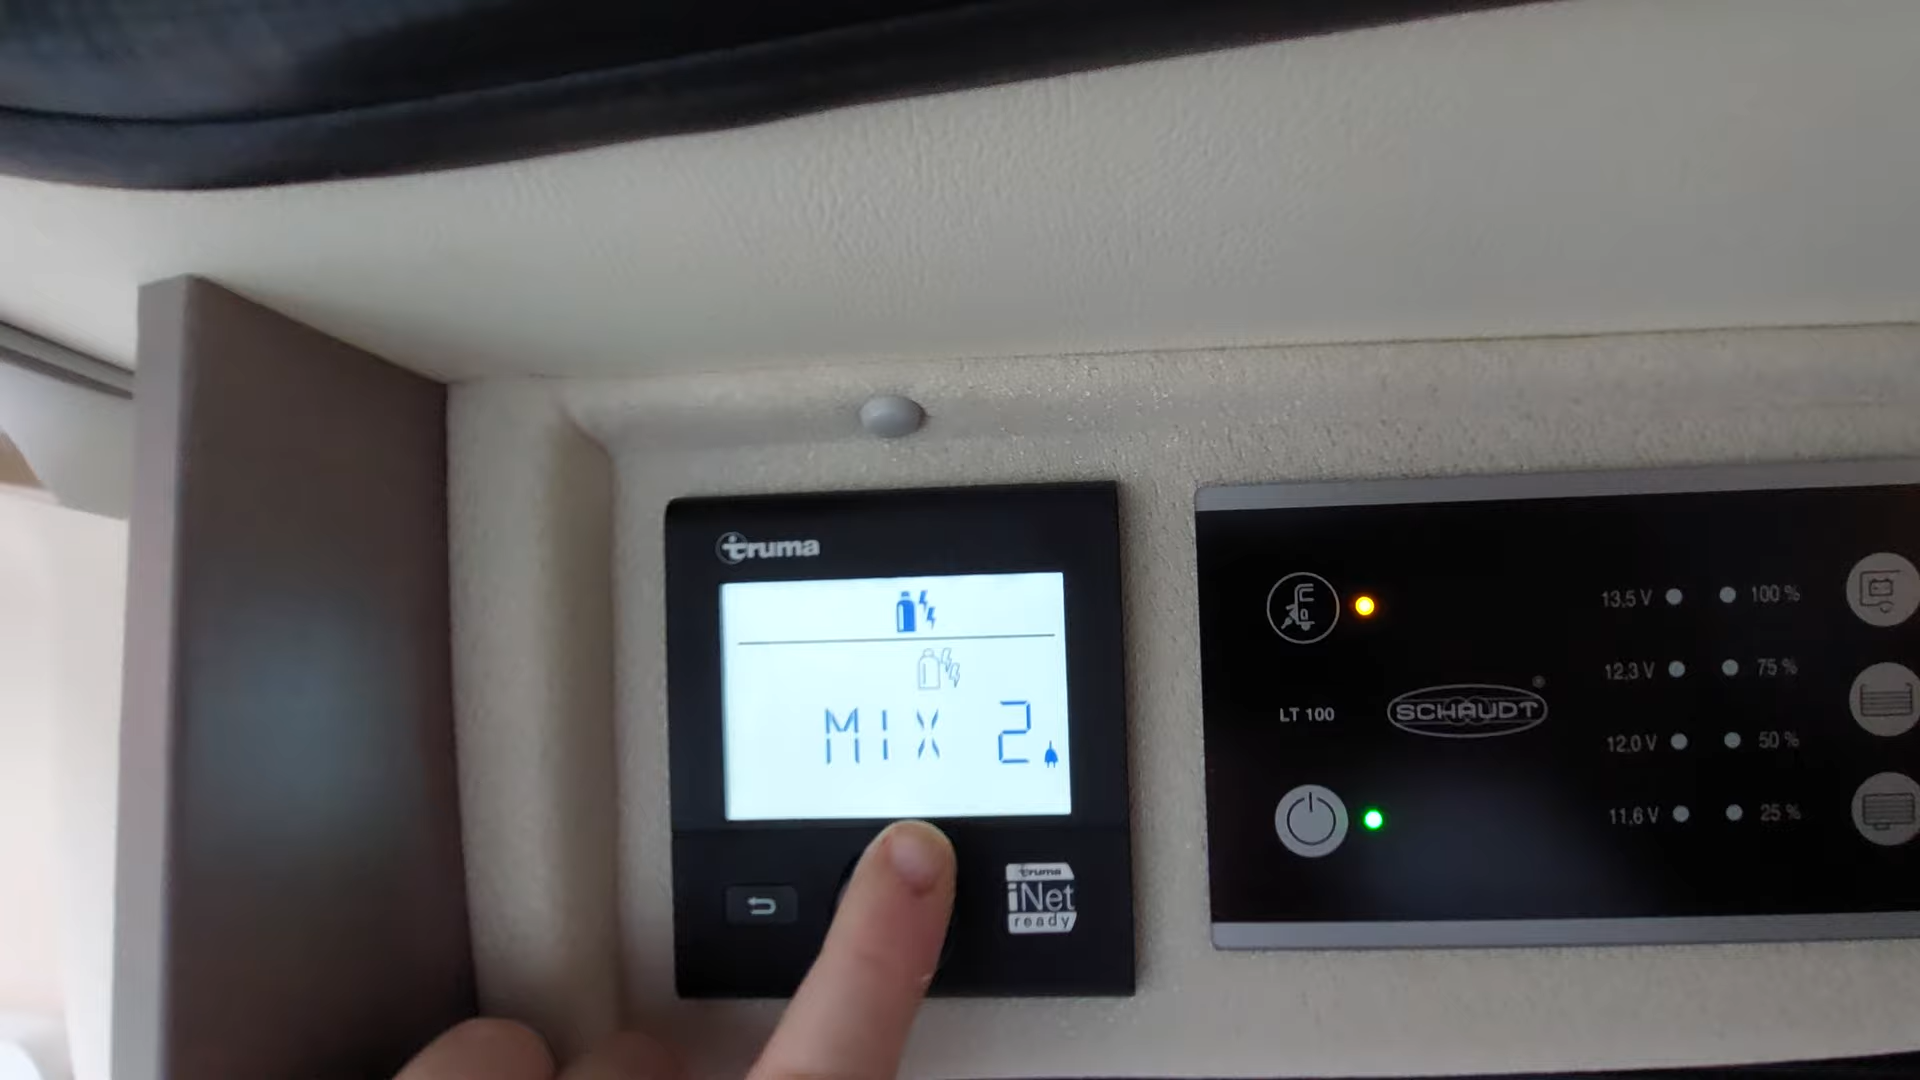 truma
MIX 2
truma
iNet
ready
LT 100
SCHAUDT®
13,5 V 100 %
12,3 V 75 %
12,0 V 50 %
11,6 V 25 %